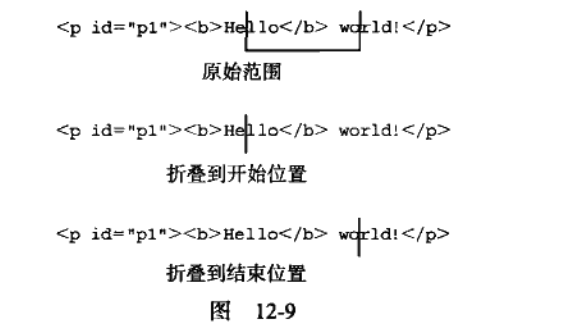 <p id="p1"><b>Hello</b> world!</p>
原始范围
<p id="p1"><b>Hello</b> world!</p>
折叠到开始位置
<p id="p1"><b>Hello</b> world!</p>
折叠到结束位置
图 12-9